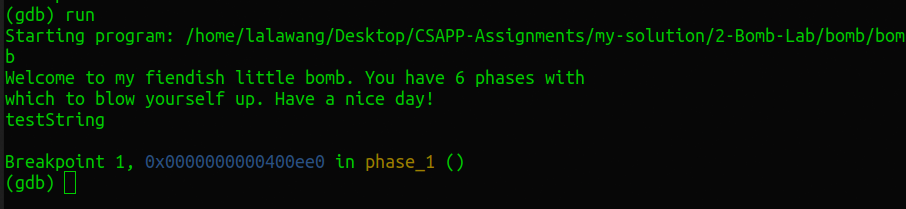 (gdb) run
Starting program: /home/lalawang/Desktop/CSAPP-Assignments/my-solution/2-Bomb-Lab/bomb/bom
b
Welcome to my fiendish little bomb. You have 6 phases with
which to blow yourself up. Have a nice day!
testString
Breakpoint 1, 0x0000000000400ee0 in phase_1 ()
(gdb)